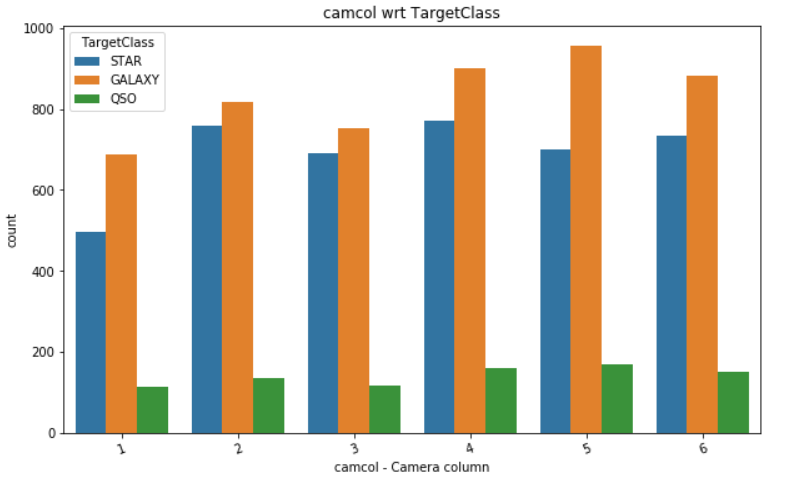 camcol wrt TargetClass
1000
800
600
400
200
0
count
TargetClass
STAR
GALAXY
QSO
1 2 3 4 5 6
camcol - Camera column